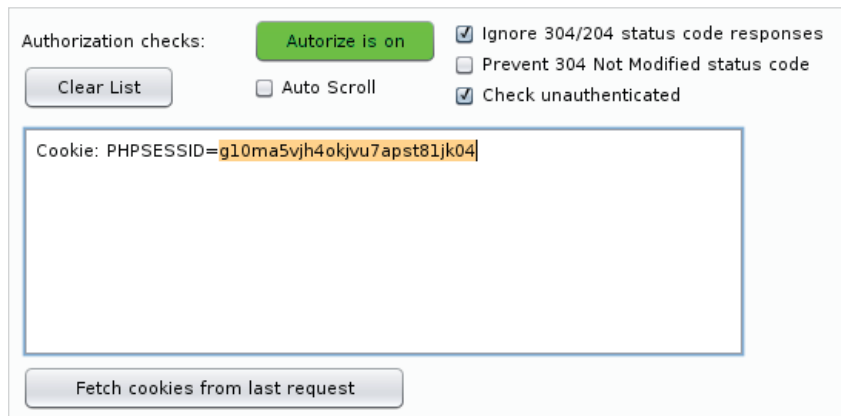 Authorization checks:
Autorize is on
Ignore 304/204 status code responses
Prevent 304 Not Modified status code
Clear List
Auto Scroll
Check unauthenticated
Cookie: PHPSESSID=gl0ma5vjh4okjvu7apst81jk04
Fetch cookies from last request